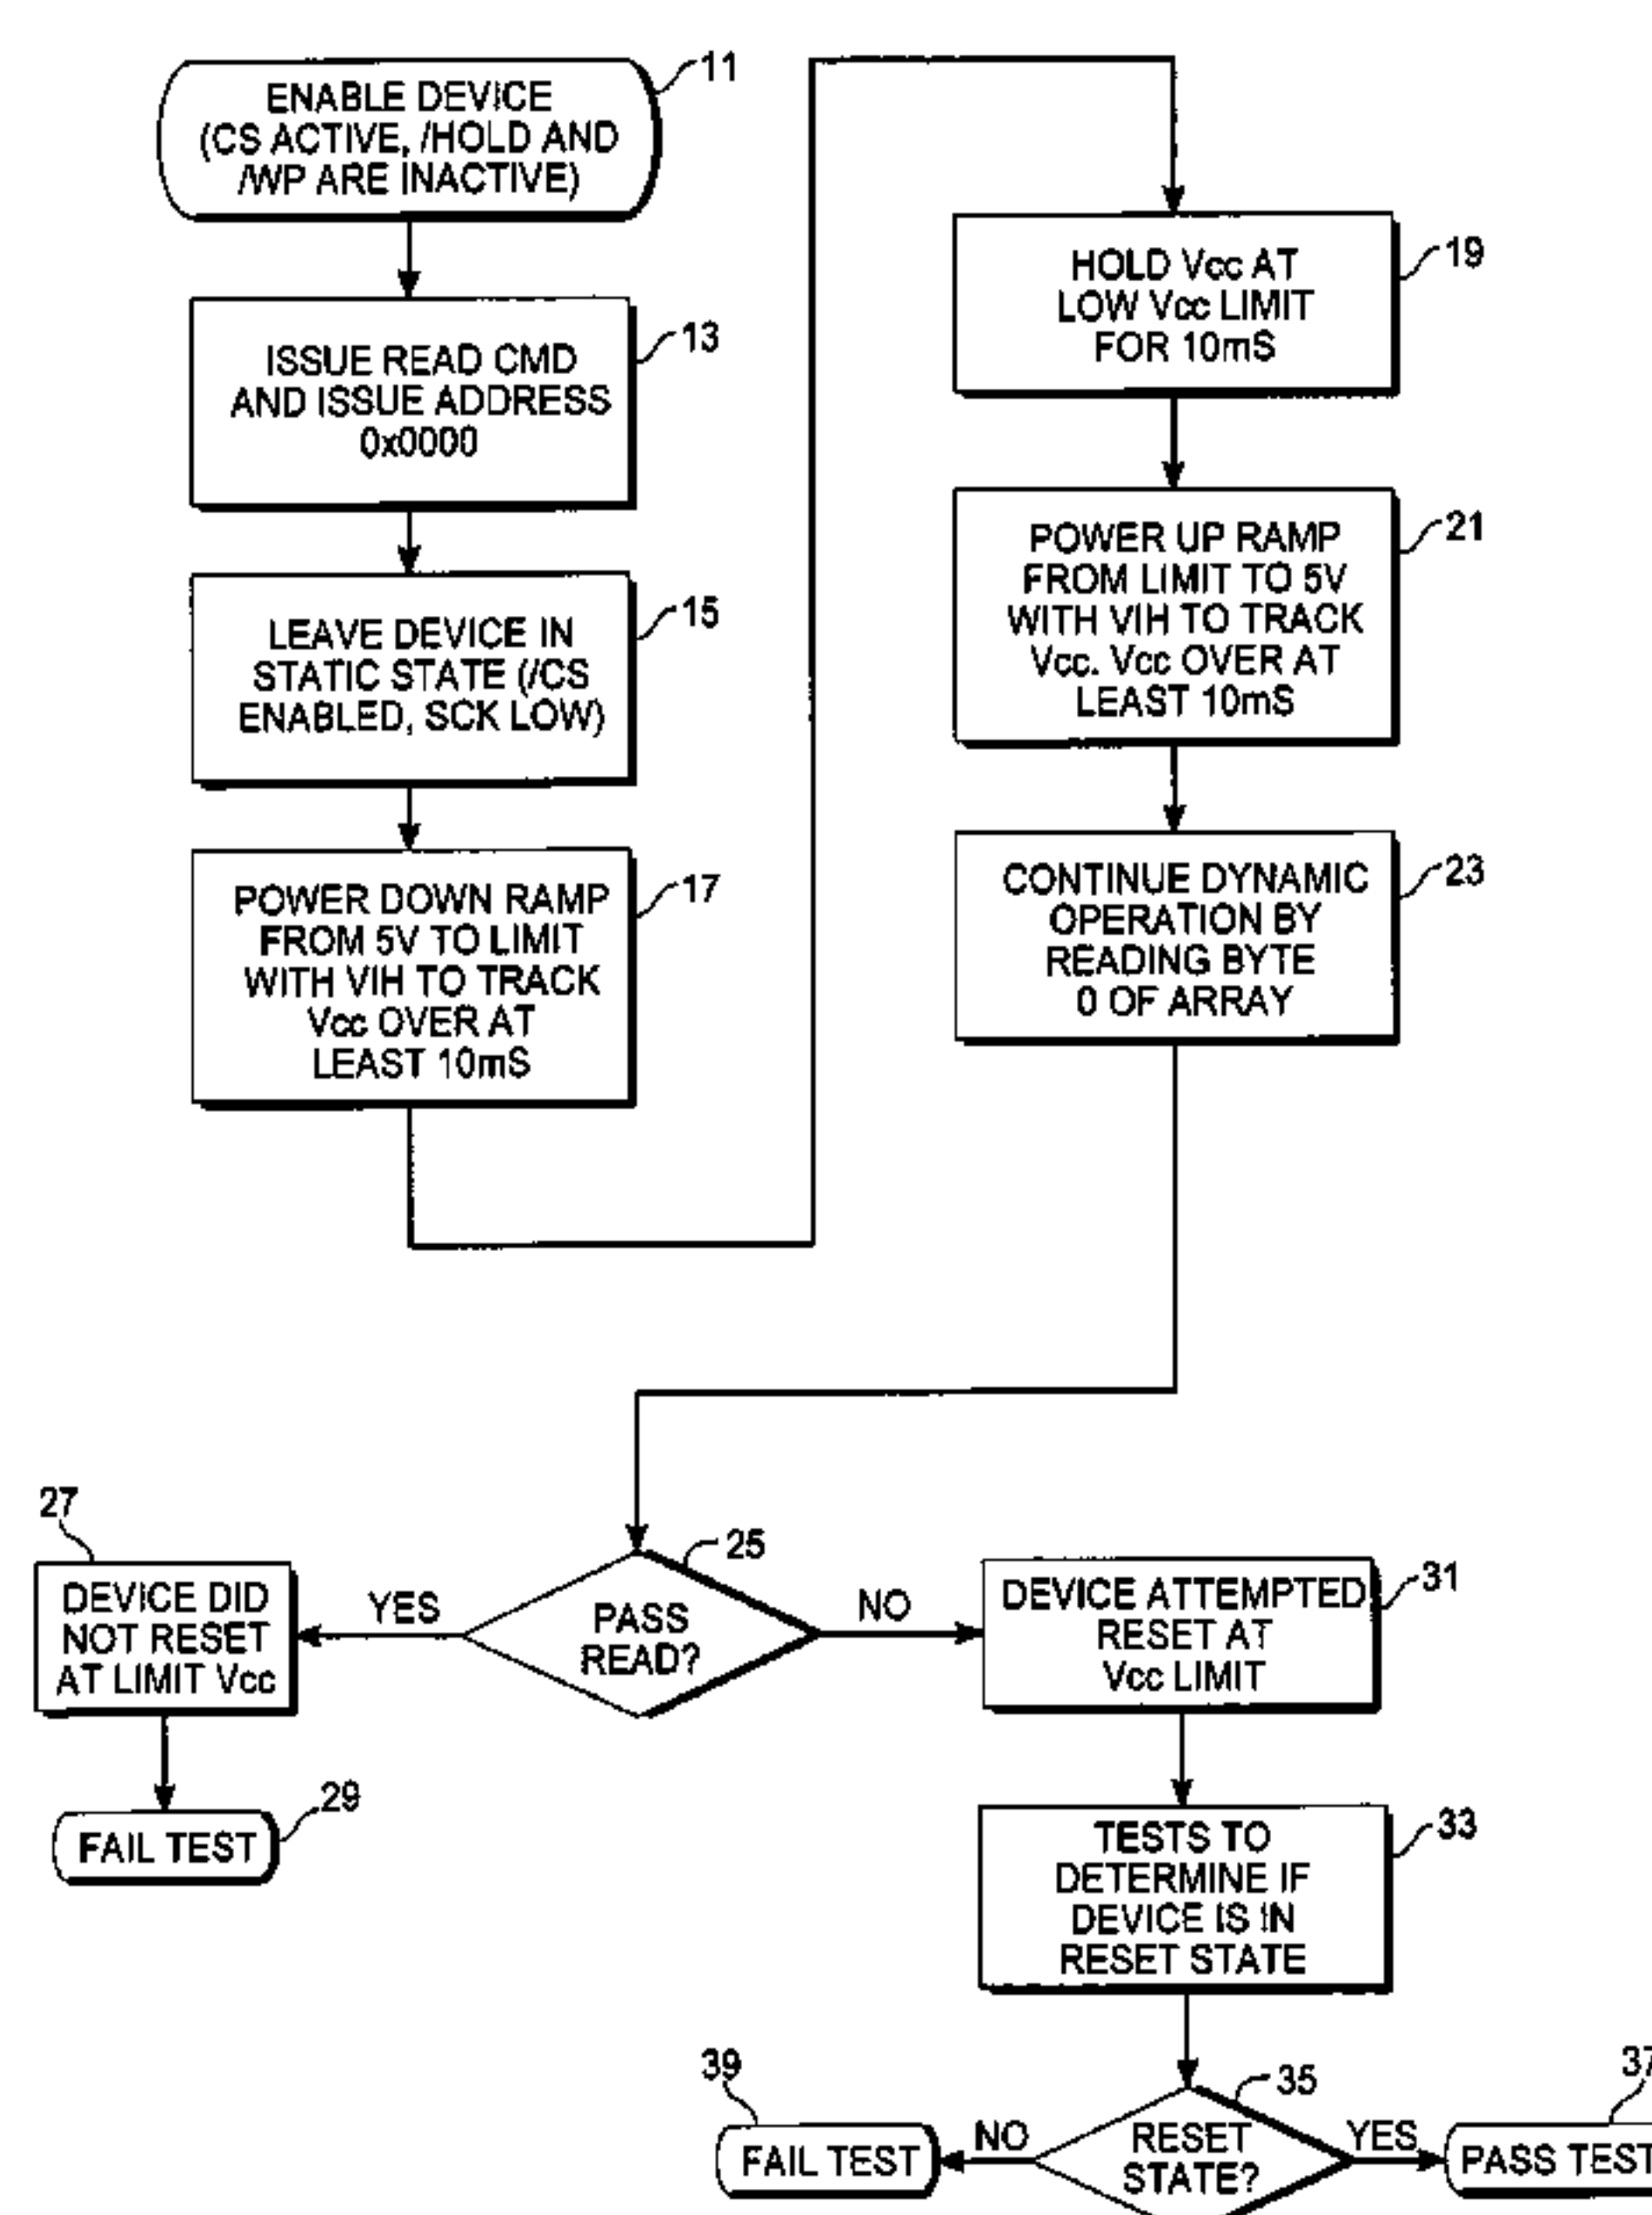 11
ENABLE DEVICE
(CS ACTIVE, /HOLD AND
/WP ARE INACTIVE)
13
ISSUE READ CMD
AND ISSUE ADDRESS
0x0000
15
LEAVE DEVICE IN
STATIC STATE (/CS
ENABLED, SCK LOW)
17
POWER DOWN RAMP
FROM 5V TO LIMIT
WITH VIH TO TRACK
Vcc OVER AT
LEAST 10mS
19
HOLD Vcc AT
LOW Vcc LIMIT
FOR 10mS
21
POWER UP RAMP
FROM LIMIT TO 5V
WITH VIH TO TRACK
Vcc. Vcc OVER AT
LEAST 10mS
23
CONTINUE DYNAMIC
OPERATION BY
READING BYTE
0 OF ARRAY
25
PASS
READ?
YES
NO
27
DEVICE DID
NOT RESET
AT LIMIT Vcc
29
FAIL TEST
31
DEVICE ATTEMPTED
RESET AT
Vcc LIMIT
33
TESTS TO
DETERMINE IF
DEVICE IS IN
RESET STATE
35
RESET
STATE?
NO
YES
39
FAIL TEST
37
PASS TEST